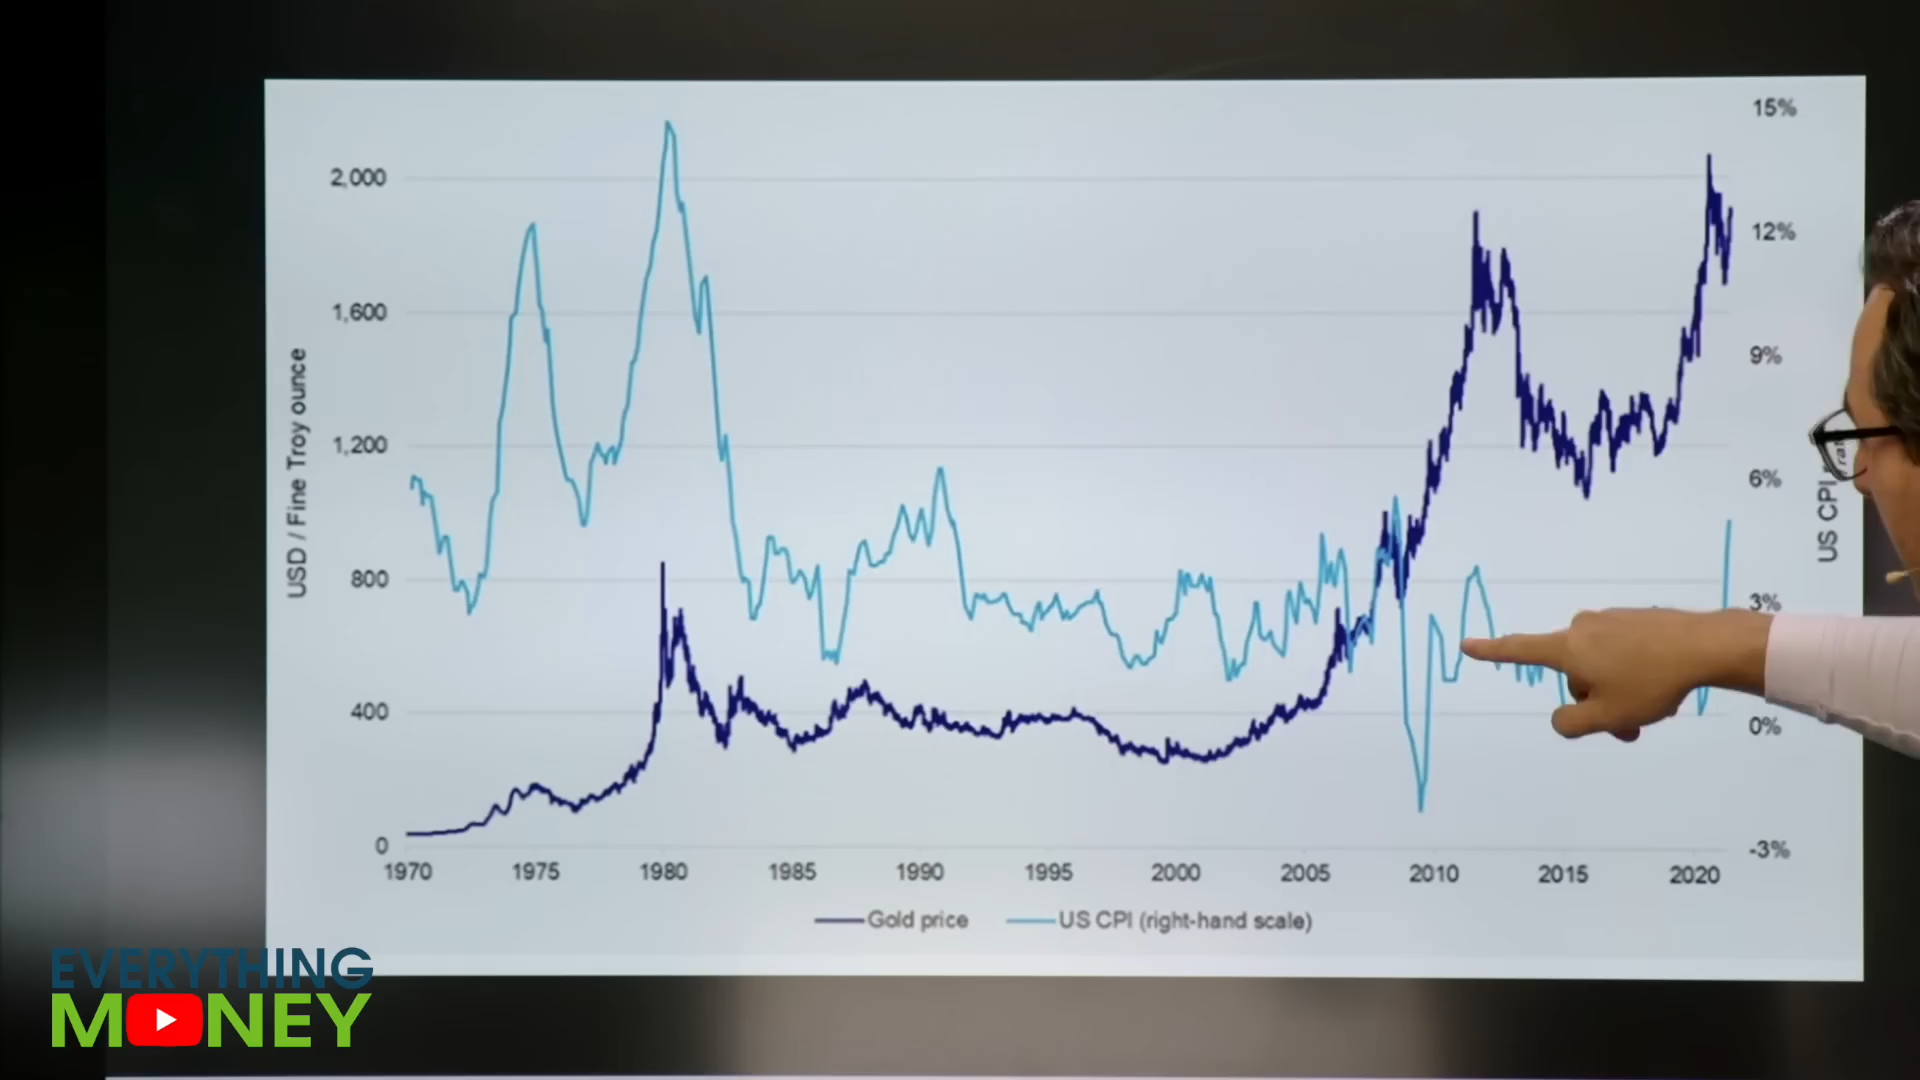 15%
2,000
12%
1,600
9%
USD / Fine Troy ounce
1,200
6%
US CPI
800
3%
400
0%
0
-3%
1970 1975 1980 1985 1990 1995 2000 2005 2010 2015 2020
Gold price US CPI (right-hand scale)
EVERYTHING
MONEY